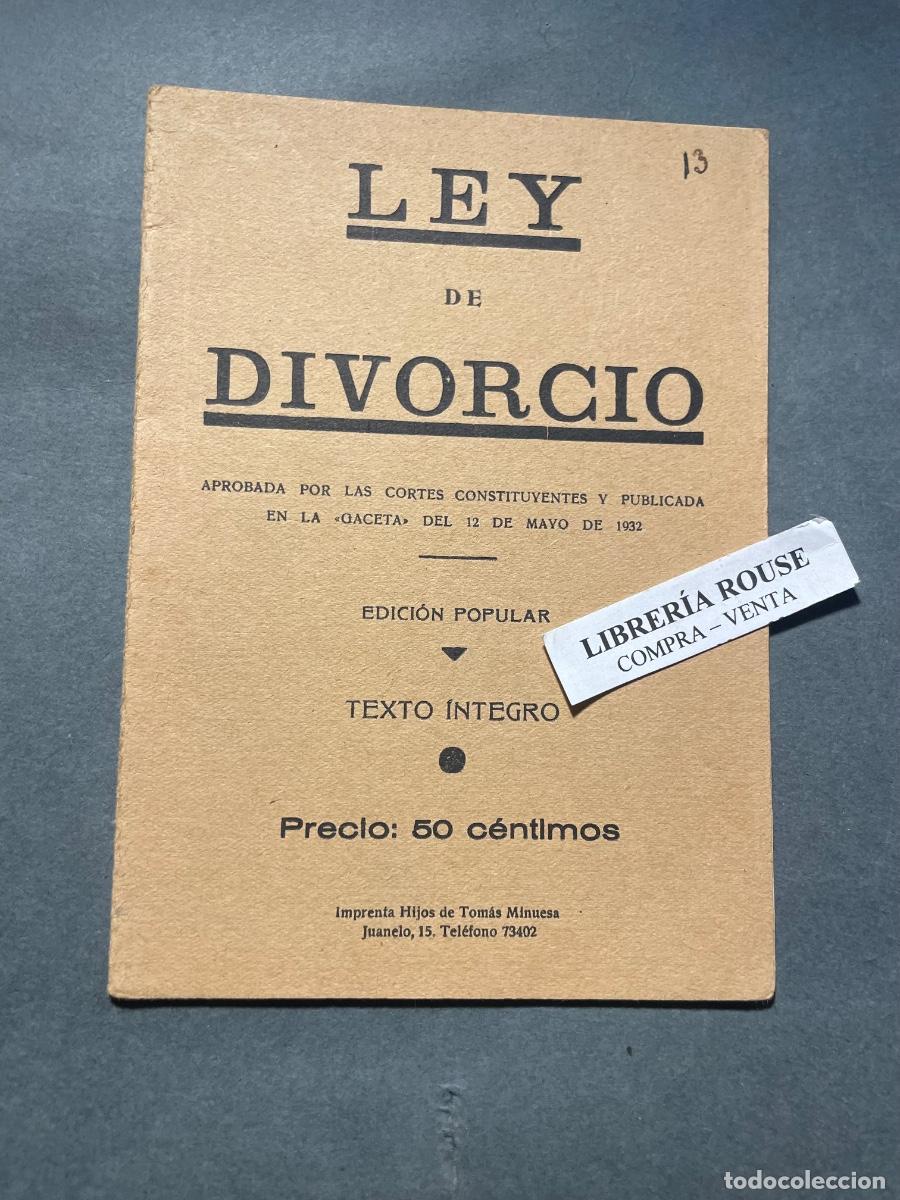 13
LEY
DE
DIVORCIO
APROBADA POR LAS CORTES CONSTITUYENTES Y PUBLICADA
EN LA «GACETA» DEL 12 DE MAYO DE 1932
EDICIÓN POPULAR
TEXTO ÍNTEGRO
Precio: 50 céntimos
Imprenta Hijos de Tomás Minuesa
Juanelo, 15. Teléfono 73402
LIBRERÍA ROUSE
COMPRA – VENTA
todocoleccion